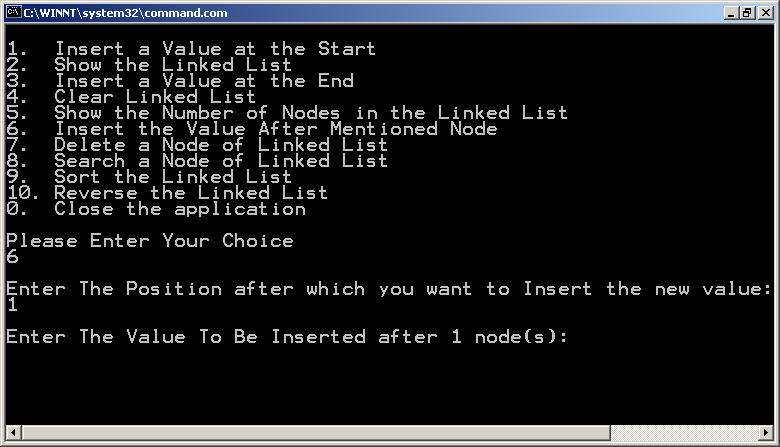 C:\WINNT\system32\command.com
1. Insert a Value at the Start
2. Show the Linked List
3. Insert a Value at the End
4. Clear Linked List
5. Show the Number of Nodes in the Linked List
6. Insert the Value After Mentioned Node
7. Delete a Node of Linked List
8. Search a Node of Linked List
9. Sort the Linked List
10. Reverse the Linked List
0. Close the application
Please Enter Your Choice
6
Enter The Position after which you want to Insert the new value:
1
Enter The Value To Be Inserted after 1 node(s):